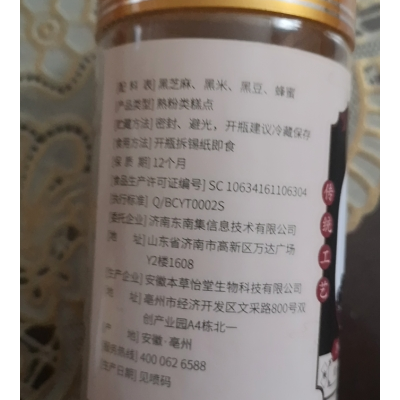 [配 料 表] 黑芝麻、黑米、黑豆、蜂蜜
[产品类型] 熟粉类糕点
[贮藏方法] 密封、避光，开瓶建议冷藏保存
[食用方法] 开瓶拆锡纸即食
[保 质 期] 12个月
[食品生产许可证编号] SC 10634161106304
[执行标准] Q/BCYT0002S
[委托企业] 济南东南集信息技术有限公司
[地 址] 山东省济南市高新区万达广场
Y2楼1608
[生产企业] 安徽本草怡堂生物科技有限公司
[地 址] 亳州市经济开发区文采路800号双
创产业园A4栋北一
[产 地] 安徽·亳州
[服务热线] 400 062 6588
[生产日期] 见喷码
传统工艺